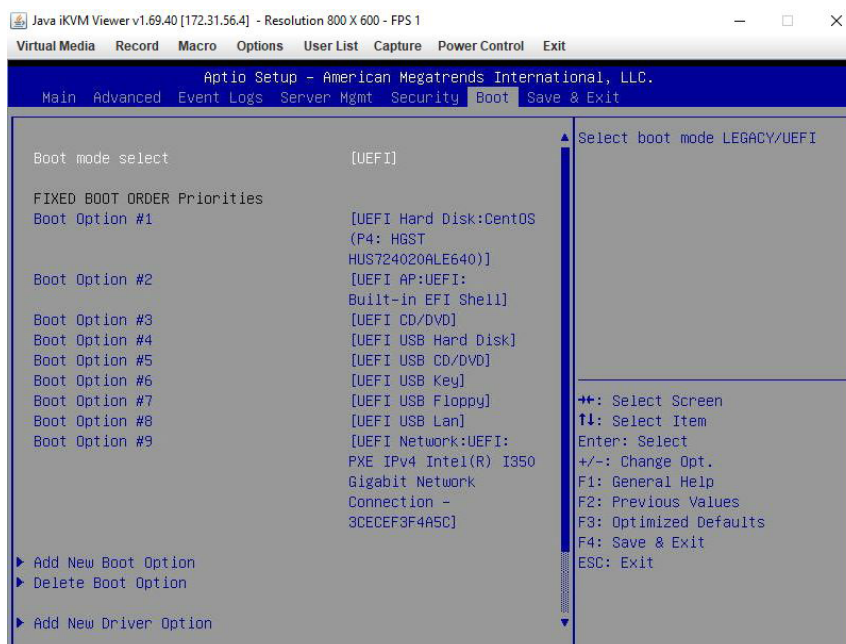 Java iKVM Viewer v1.69.40 [172.31.56.4] - Resolution 800 X 600 - FPS 1
Virtual Media Record Macro Options User List Capture Power Control Exit
Aptio Setup - American Megatrends International, LLC.
Main Advanced Event Logs Server Mgmt Security Boot Save & Exit
Boot mode select [UEFI]
FIXED BOOT ORDER Priorities
Boot Option #1 [UEFI Hard Disk:CentOS
(P4: HGST
HUS724020ALE640)]
Boot Option #2 [UEFI AP:UEFI:
Built-in EFI Shell]
Boot Option #3 [UEFI CD/DVD]
Boot Option #4 [UEFI USB Hard Disk]
Boot Option #5 [UEFI USB CD/DVD]
Boot Option #6 [UEFI USB Key]
Boot Option #7 [UEFI USB Floppy]
Boot Option #8 [UEFI USB Lan]
Boot Option #9 [UEFI Network:UEFI:
PXE IPv4 Intel(R) I350
Gigabit Network
Connection -
3CECEF3F4A5C]
Add New Boot Option
Delete Boot Option
Add New Driver Option
Select boot mode LEGACY/UEFI
→←: Select Screen
↑↓: Select Item
Enter: Select
+/-: Change Opt.
F1: General Help
F2: Previous Values
F3: Optimized Defaults
F4: Save & Exit
ESC: Exit